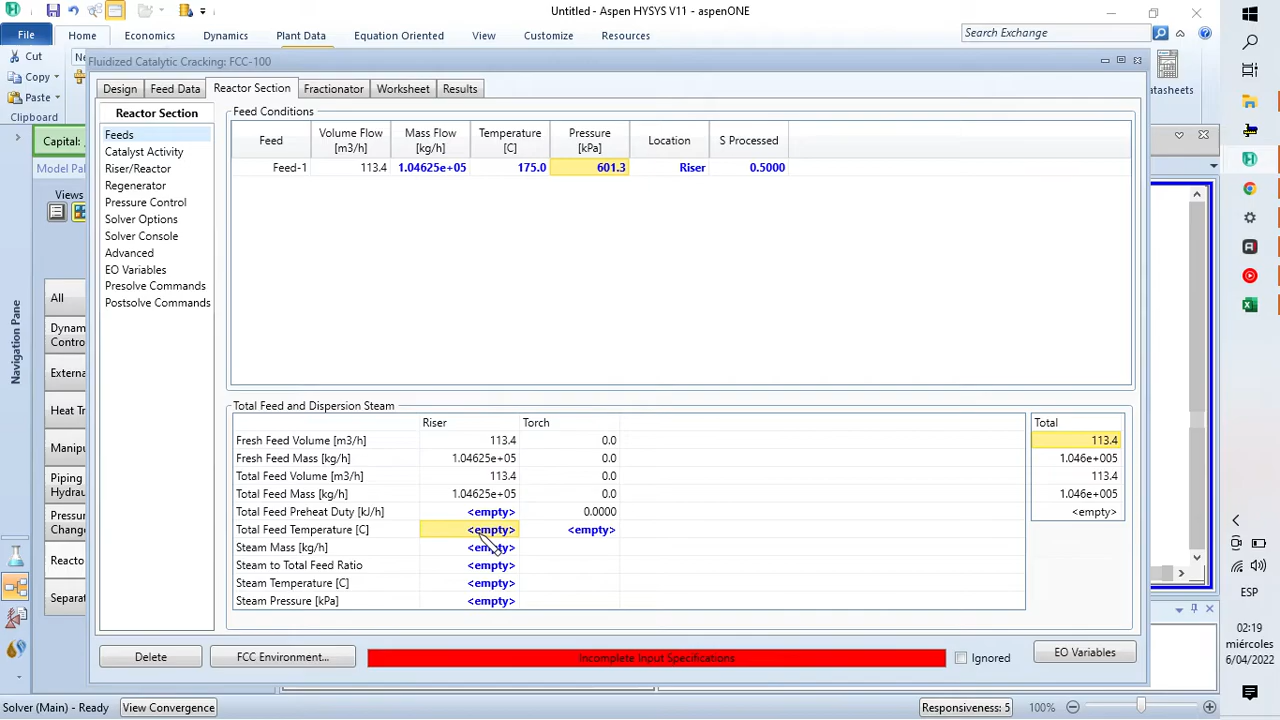 Untitled - Aspen HYSYS V11 - aspenONE
File Home Economics Dynamics Plant Data Equation Oriented View Customize Resources Search Exchange
Cut
Copy
Paste
Clipboard
Fluidized Catalytic Cracking: FCC-100
Design Feed Data Reactor Section Fractionator Worksheet Results
Reactor Section
Feeds
Catalyst Activity
Riser/Reactor
Regenerator
Pressure Control
Solver Options
Solver Console
Advanced
EO Variables
Presolve Commands
Postsolve Commands
Feed Conditions
Feed Volume Flow [m3/h] Mass Flow [kg/h] Temperature [C] Pressure [kPa] Location S Processed
Feed-1 113.4 1.04625e+05 175.0 601.3 Riser 0.5000
Total Feed and Dispersion Steam
Riser Torch Total
Fresh Feed Volume [m3/h] 113.4 0.0 113.4
Fresh Feed Mass [kg/h] 1.04625e+05 0.0 1.046e+005
Total Feed Volume [m3/h] 113.4 0.0 113.4
Total Feed Mass [kg/h] 1.04625e+05 0.0 1.046e+005
Total Feed Preheat Duty [kJ/h] <empty> 0.0000 <empty>
Total Feed Temperature [C] <empty> <empty>
Steam Mass [kg/h] <empty>
Steam to Total Feed Ratio <empty>
Steam Temperature [C] <empty>
Steam Pressure [kPa] <empty>
Delete FCC Environment... Incomplete Input Specifications Ignored EO Variables
Capital:
Model Pal
Views
All
Dynam
Contro
Externa
Heat Tr
Manipu
Piping
Hydrau
Pressur
Chang
Reacto
Separat
Navigation Pane
atasheets
ESP
02:19
miércoles
6/04/2022
Solver (Main) - Ready View Convergence Responsiveness: 5 100%